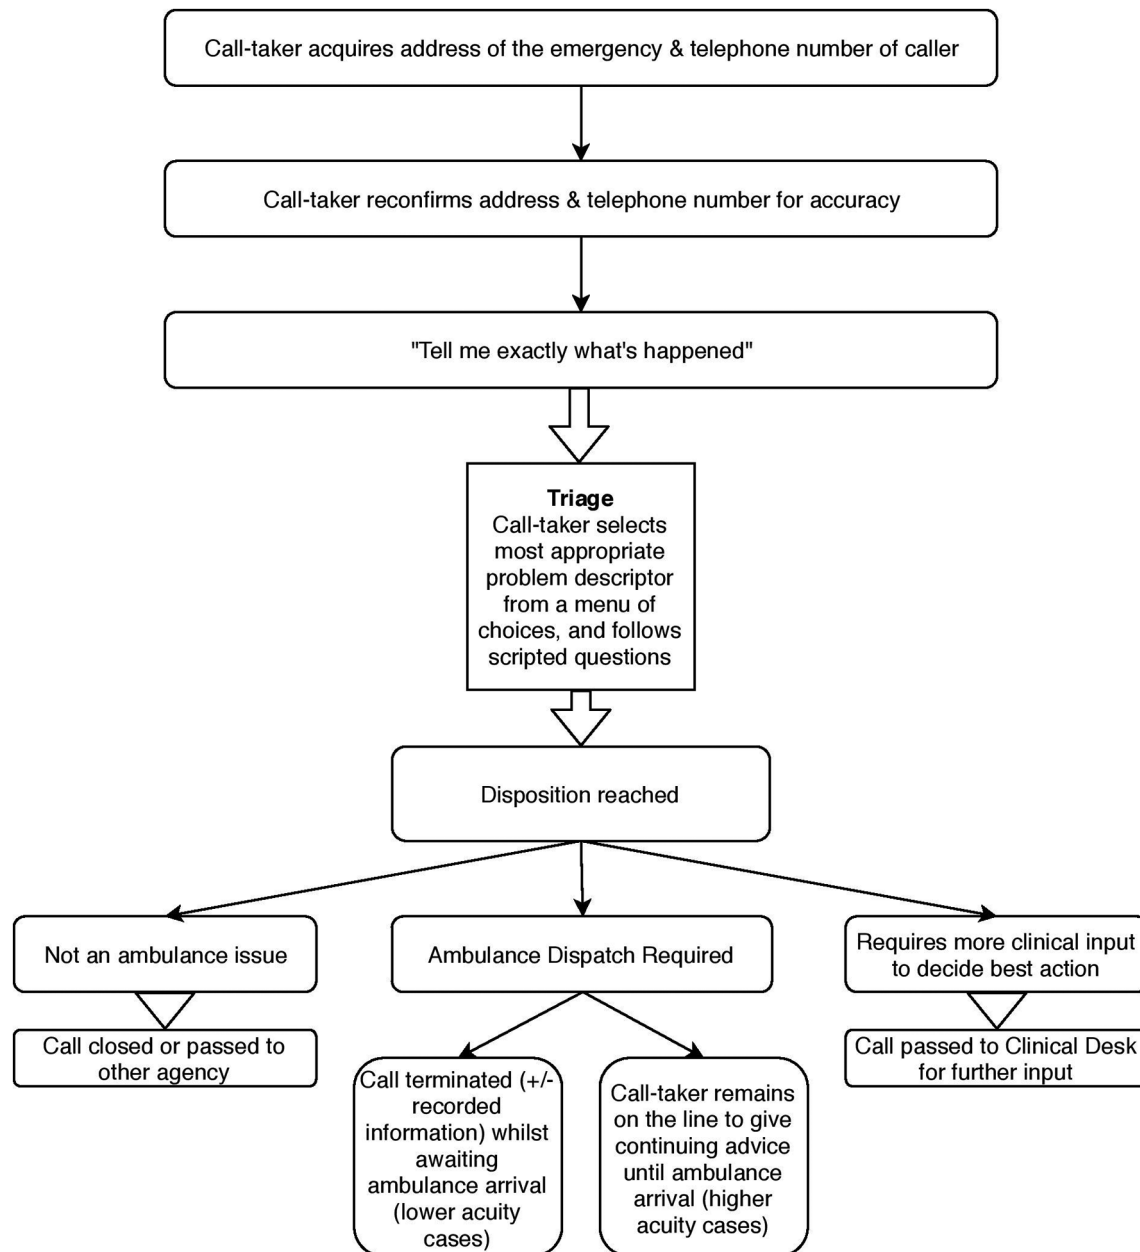 Call-taker acquires address of the emergency & telephone number of caller
Call-taker reconfirms address & telephone number for accuracy
"Tell me exactly what's happened"
Triage
Call-taker selects
most appropriate
problem descriptor
from a menu of
choices, and follows
scripted questions
Disposition reached
Not an ambulance issue
Call closed or passed to
other agency
Ambulance Dispatch Required
Call terminated (+/-
recorded
information) whilst
awaiting
ambulance arrival
(lower acuity
cases)
Call-taker remains
on the line to give
continuing advice
until ambulance
arrival (higher
acuity cases)
Requires more clinical input
to decide best action
Call passed to Clinical Desk
for further input